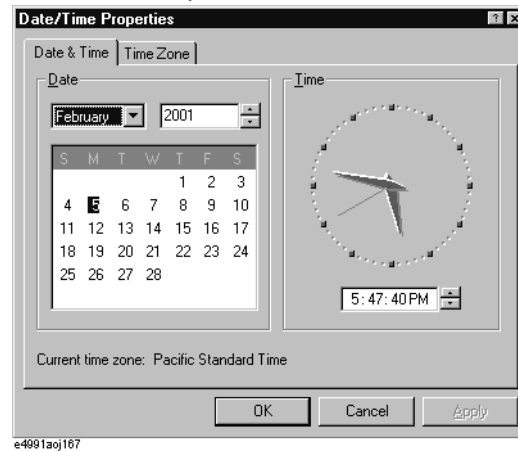 Date/Time Properties
Date & Time Time Zone
Date
February 2001
S M T W T F S
1 2 3
4 5 6 7 8 9 10
11 12 13 14 15 16 17
18 19 20 21 22 23 24
25 26 27 28
Time
5:47:40 PM
Current time zone: Pacific Standard Time
OK Cancel Apply
e4991aoj167